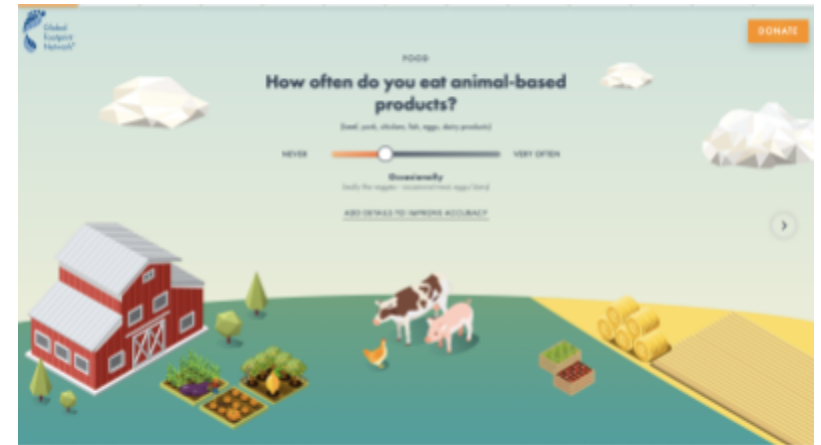 Global
Footprint
Network
DONATE
FOOD
How often do you eat animal-based
products?
(beef, pork, chicken, fish, eggs, dairy products)
NEVER
VERY OFTEN
Occasionally
ADD DETAILS TO IMPROVE ACCURACY